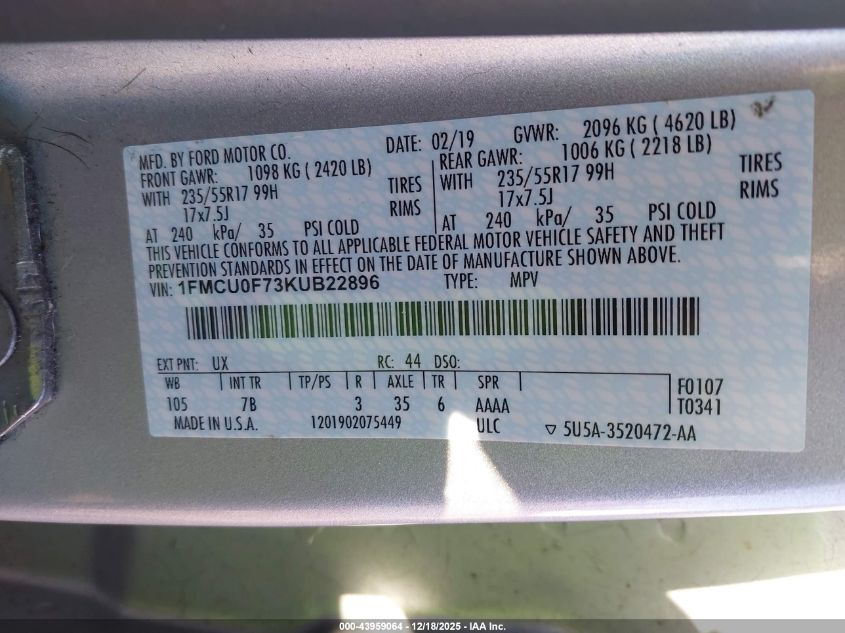 MFD. BY FORD MOTOR CO. DATE: 02/19 GVWR: 2096 KG ( 4620 LB)
FRONT GAWR: 1098 KG ( 2420 LB) REAR GAWR: 1006 KG ( 2218 LB)
WITH 235/55R17 99H TIRES WITH 235/55R17 99H TIRES
17x7.5J RIMS 17x7.5J RIMS
AT 240 kPa/ 35 PSI COLD AT 240 kPa/ 35 PSI COLD
THIS VEHICLE CONFORMS TO ALL APPLICABLE FEDERAL MOTOR VEHICLE SAFETY AND THEFT
PREVENTION STANDARDS IN EFFECT ON THE DATE OF MANUFACTURE SHOWN ABOVE.
VIN: 1FMCU0F73KUB22896 TYPE: MPV
EXT PNT: UX RC: 44 DSO:
WB INT TR TP/PS R AXLE TR SPR F0107
105 7B 3 35 6 AAAA T0341
MADE IN U.S.A. 1201902075449 ULC ▽ 5U5A-3520472-AA
000-43959064 | 12/18/2025 | IAA Inc.